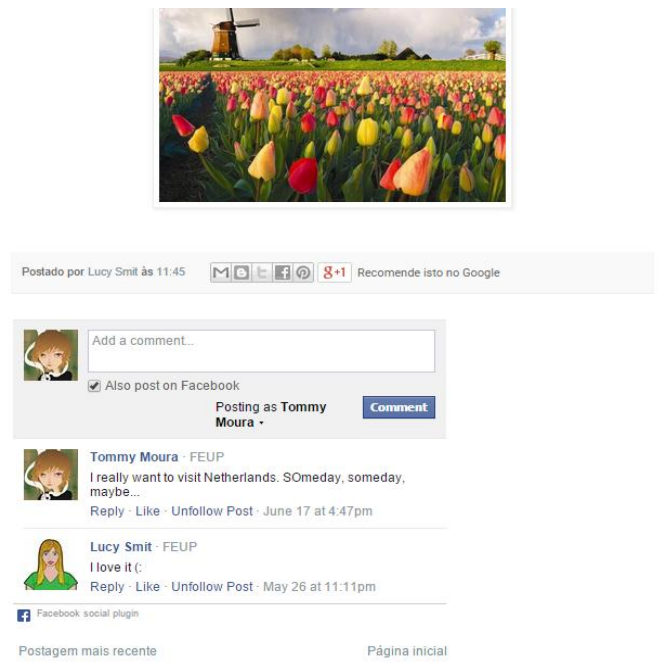 Postado por Lucy Smit às 11:45 g+1 Recomende isto no Google
Add a comment...
Also post on Facebook
Posting as Tommy
Moura
Comment
Tommy Moura · FEUP
I really want to visit Netherlands. SOmeday, someday,
maybe...
Reply · Like · Unfollow Post · June 17 at 4:47pm
Lucy Smit · FEUP
I love it (:
Reply · Like · Unfollow Post · May 26 at 11:11pm
Facebook social plugin
Postagem mais recente Página inicial